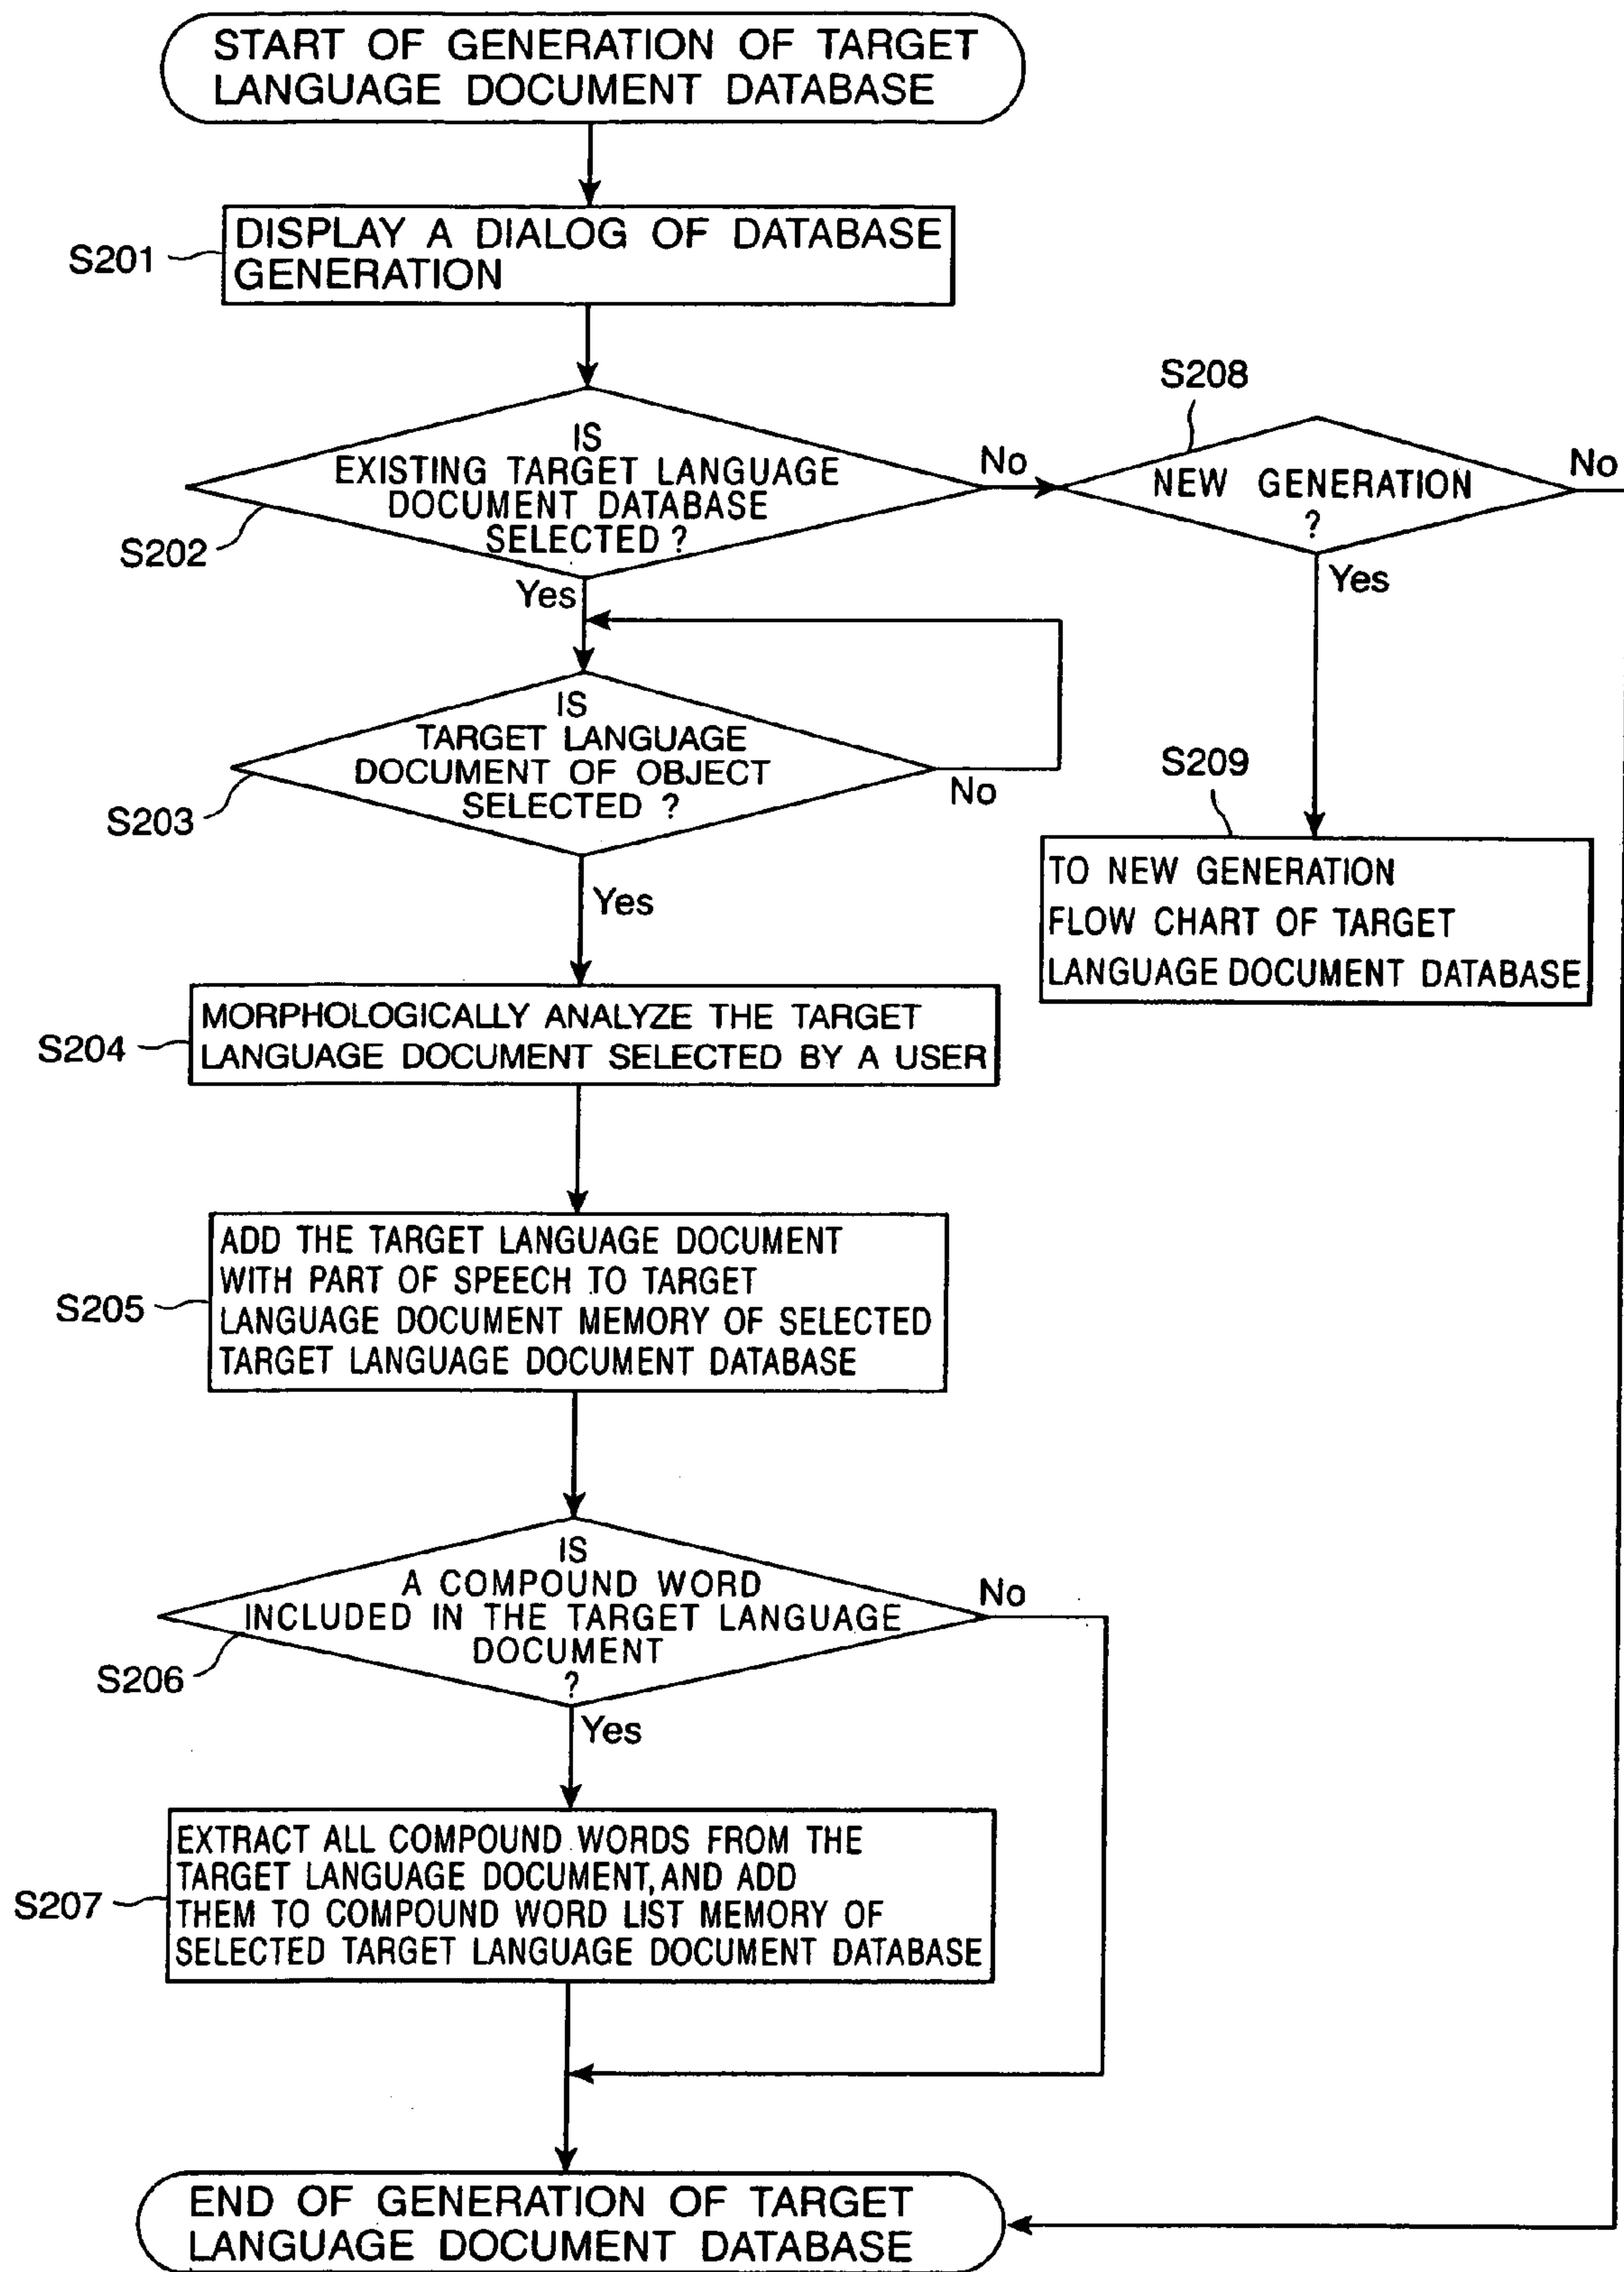 START OF GENERATION OF TARGET
LANGUAGE DOCUMENT DATABASE
S201
DISPLAY A DIALOG OF DATABASE
GENERATION
S202
IS
EXISTING TARGET LANGUAGE
DOCUMENT DATABASE
SELECTED ?
No
Yes
S208
NEW GENERATION
?
No
Yes
S203
IS
TARGET LANGUAGE
DOCUMENT OF OBJECT
SELECTED ?
No
Yes
S209
TO NEW GENERATION
FLOW CHART OF TARGET
LANGUAGE DOCUMENT DATABASE
S204
MORPHOLOGICALLY ANALYZE THE TARGET
LANGUAGE DOCUMENT SELECTED BY A USER
S205
ADD THE TARGET LANGUAGE DOCUMENT
WITH PART OF SPEECH TO TARGET
LANGUAGE DOCUMENT MEMORY OF SELECTED
TARGET LANGUAGE DOCUMENT DATABASE
S206
IS
A COMPOUND WORD
INCLUDED IN THE TARGET LANGUAGE
DOCUMENT
?
No
Yes
S207
EXTRACT ALL COMPOUND WORDS FROM THE
TARGET LANGUAGE DOCUMENT, AND ADD
THEM TO COMPOUND WORD LIST MEMORY OF
SELECTED TARGET LANGUAGE DOCUMENT DATABASE
END OF GENERATION OF TARGET
LANGUAGE DOCUMENT DATABASE